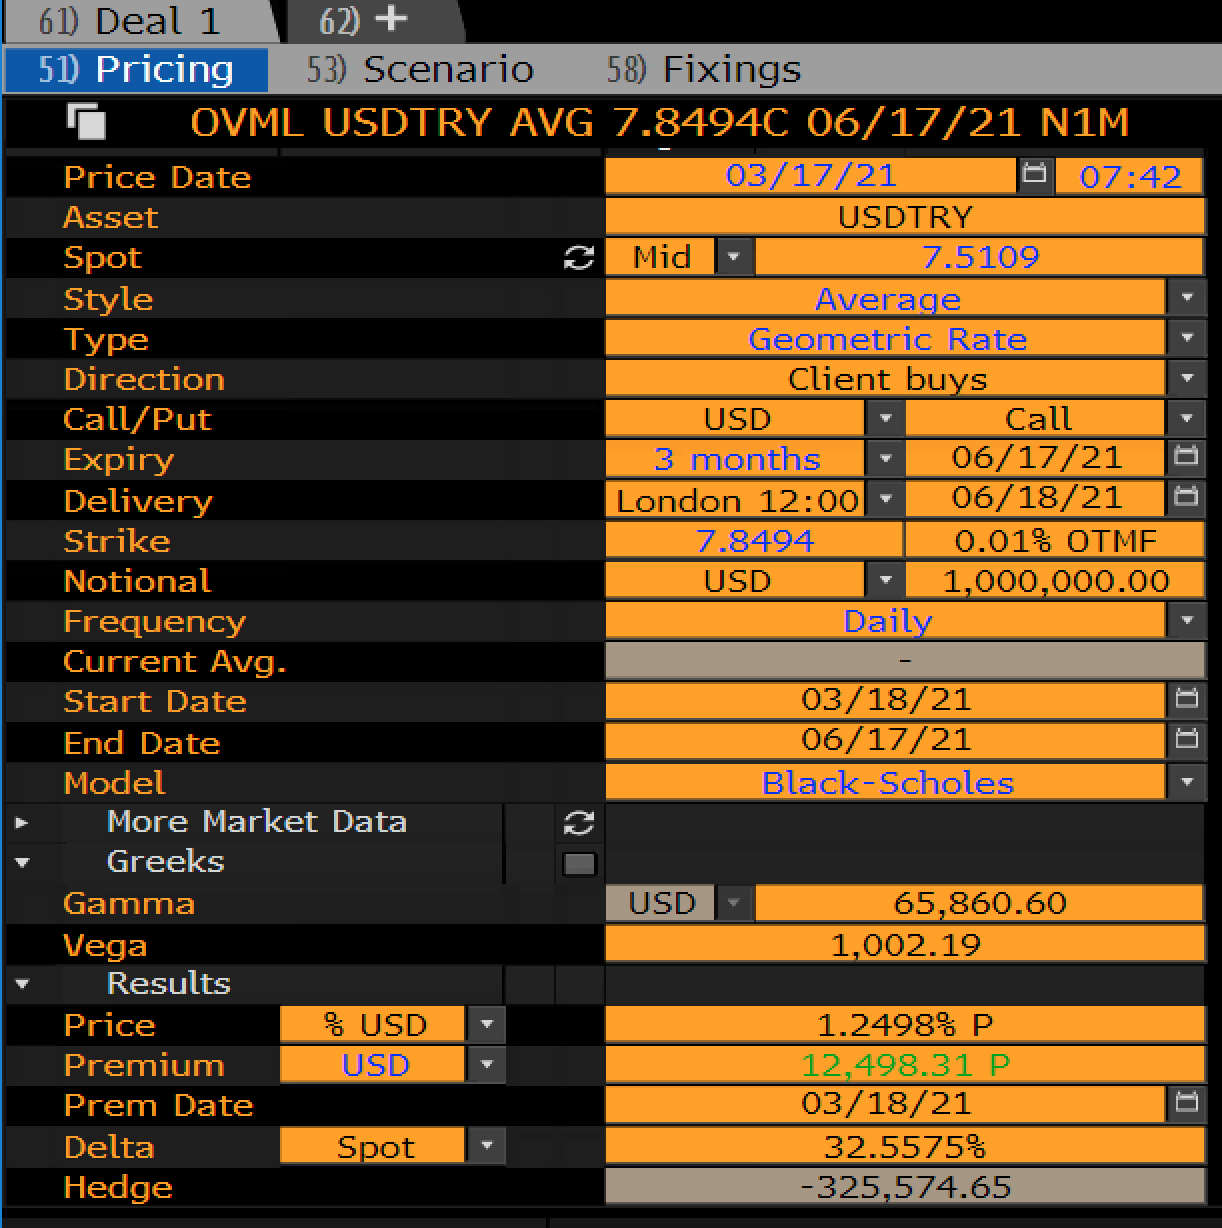 61) Deal 1 62) +
51) Pricing 53) Scenario 58) Fixings
OVML USDTRY AVG 7.8494C 06/17/21 N1M
Price Date 03/17/21 07:42
Asset USDTRY
Spot Mid 7.5109
Style Average
Type Geometric Rate
Direction Client buys
Call/Put USD Call
Expiry 3 months 06/17/21
Delivery London 12:00 06/18/21
Strike 7.8494 0.01% OTMF
Notional USD 1,000,000.00
Frequency Daily
Current Avg. -
Start Date 03/18/21
End Date 06/17/21
Model Black-Scholes
More Market Data
Greeks
Gamma USD 65,860.60
Vega 1,002.19
Results
Price % USD 1.2498% P
Premium USD 12,498.31 P
Prem Date 03/18/21
Delta Spot 32.5575%
Hedge -325,574.65